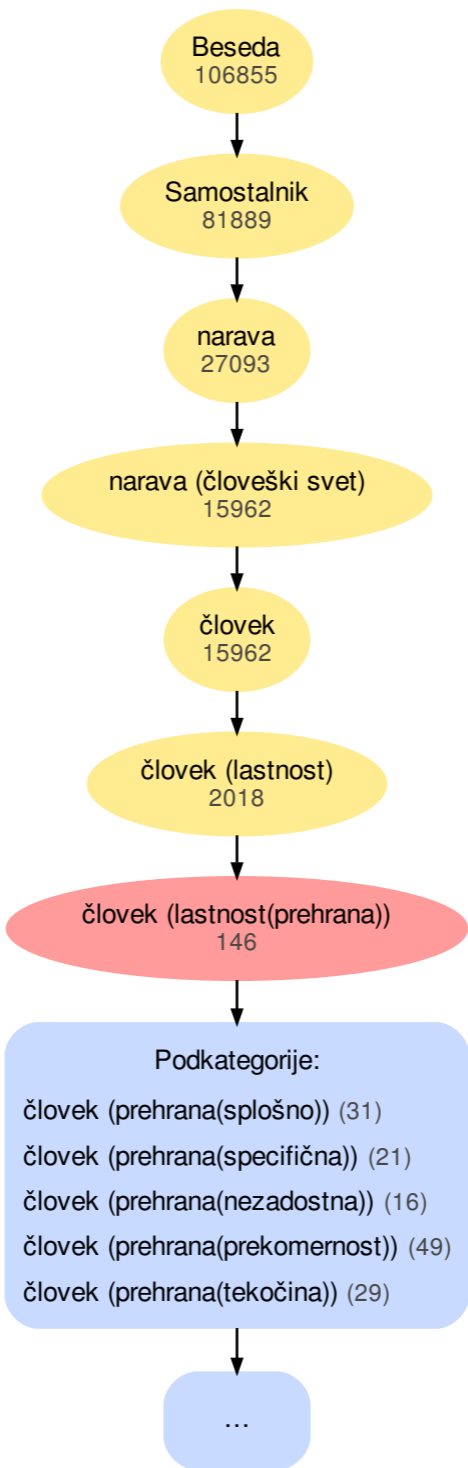 Beseda
106855
Samostalnik
81889
narava
27093
narava (človeški svet)
15962
človek
15962
človek (lastnost)
2018
človek (lastnost(prehrana))
146
Podkategorije:
človek (prehrana(splošno)) (31)
človek (prehrana(specifična)) (21)
človek (prehrana(nezadostna)) (16)
človek (prehrana(prekomernost)) (49)
človek (prehrana(tekočina)) (29)
...